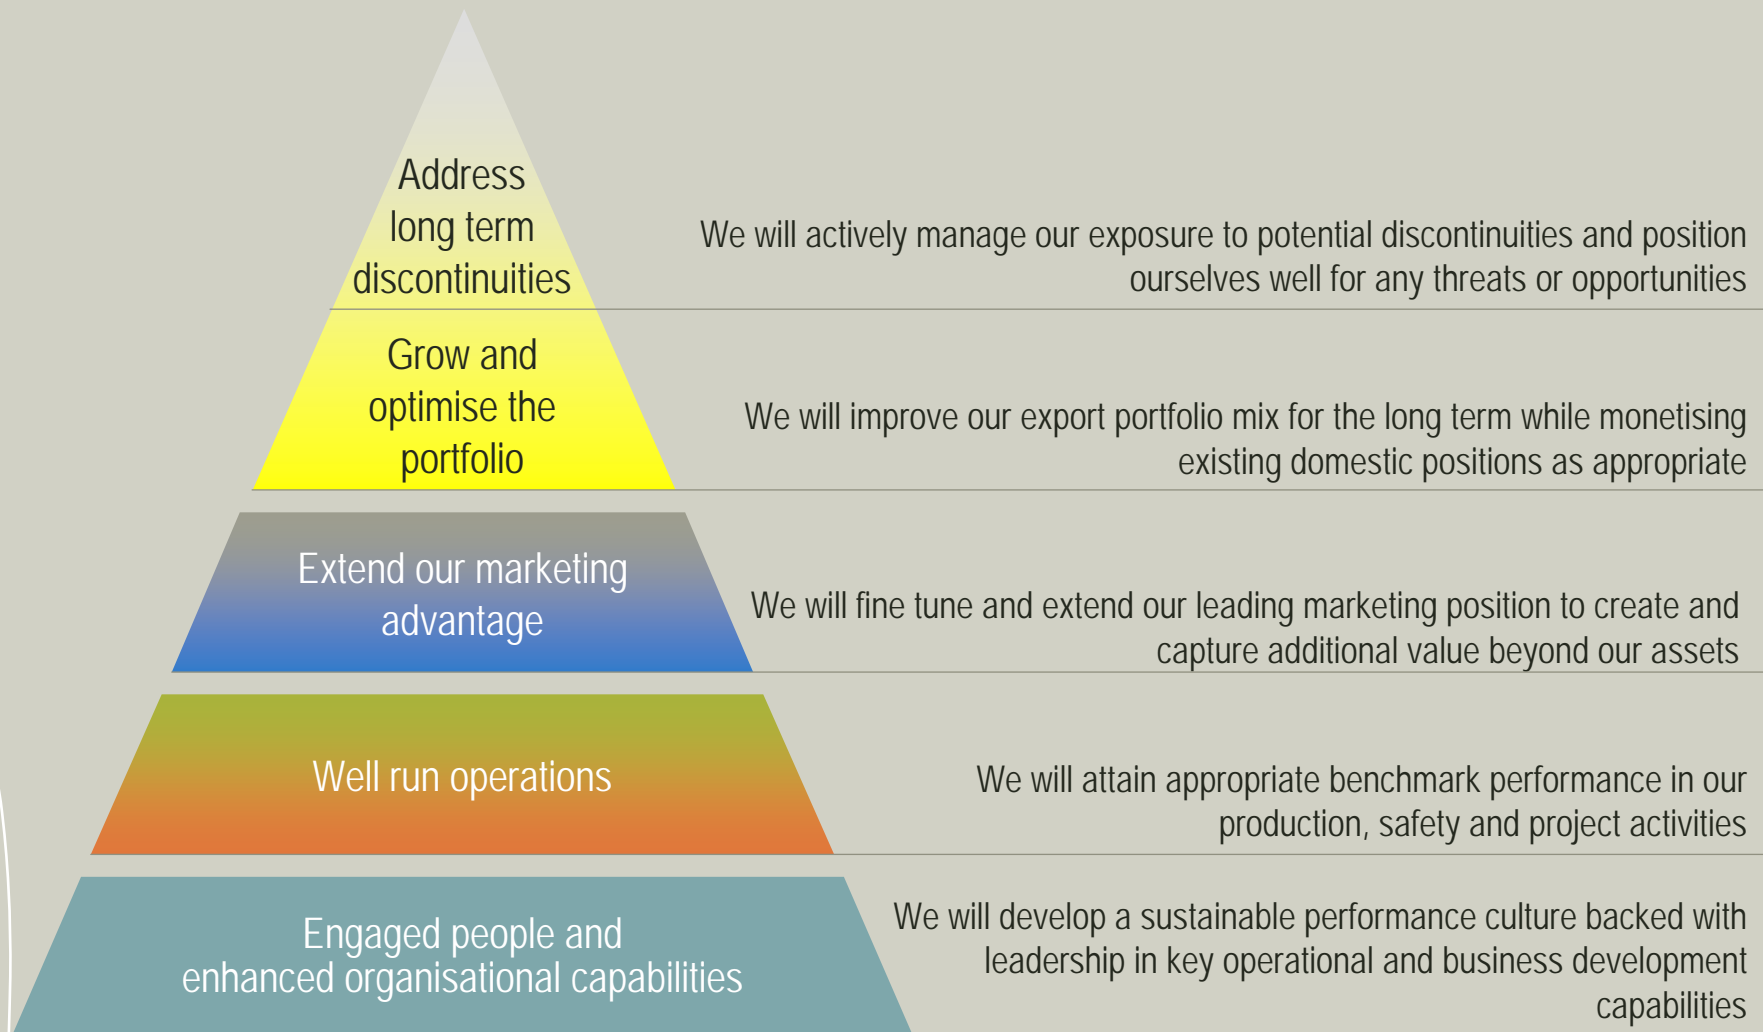 Address
long term
discontinuities
We will actively manage our exposure to potential discontinuities and position
ourselves well for any threats or opportunities
Grow and
optimise the
portfolio
We will improve our export portfolio mix for the long term while monetising
existing domestic positions as appropriate
Extend our marketing
advantage
We will fine tune and extend our leading marketing position to create and
capture additional value beyond our assets
Well run operations
We will attain appropriate benchmark performance in our
production, safety and project activities
Engaged people and
enhanced organisational capabilities
We will develop a sustainable performance culture backed with
leadership in key operational and business development
capabilities